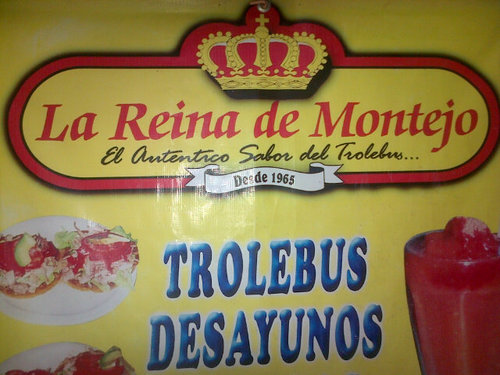 La Reina de Montejo
El Autentico Sabor del Trolebus...
Desde 1965
TROLEBUS
DESAYUNOS